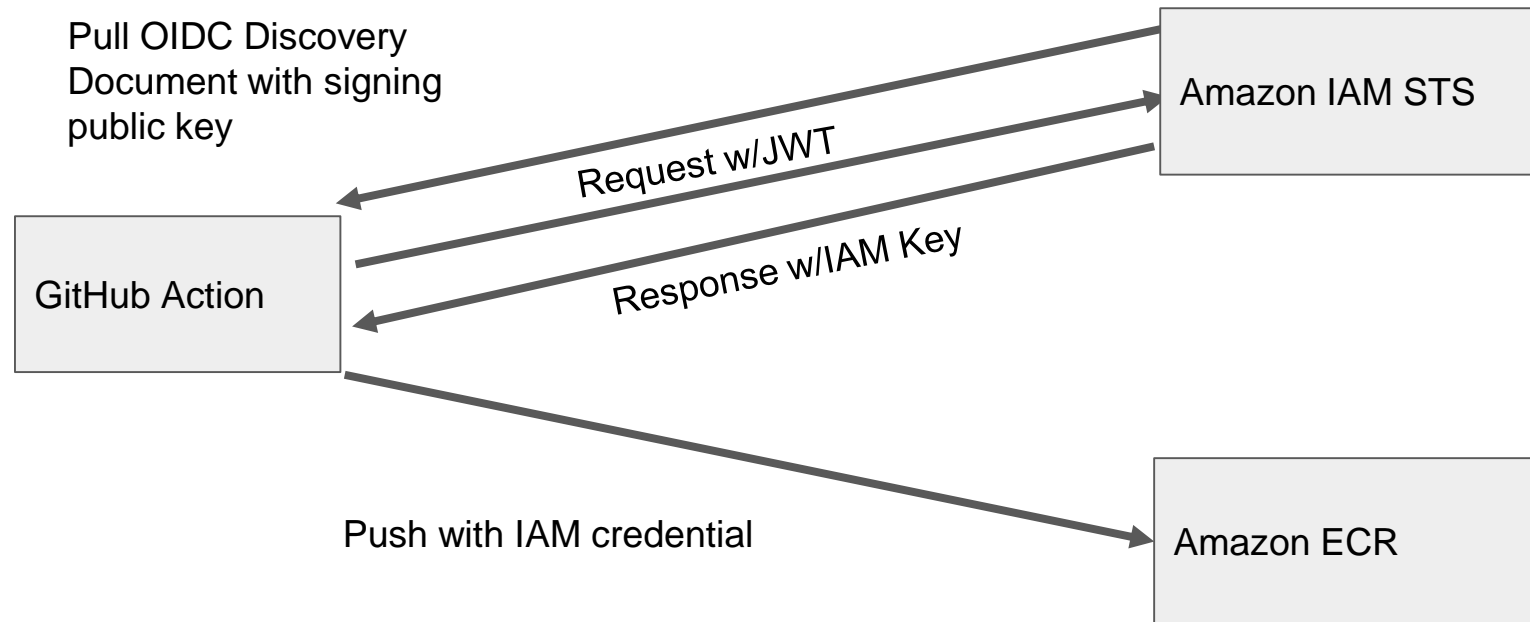 Pull OIDC Discovery
Document with signing
public key
Amazon IAM STS
Request w/JWT
Response w/IAM Key
GitHub Action
Push with IAM credential
Amazon ECR